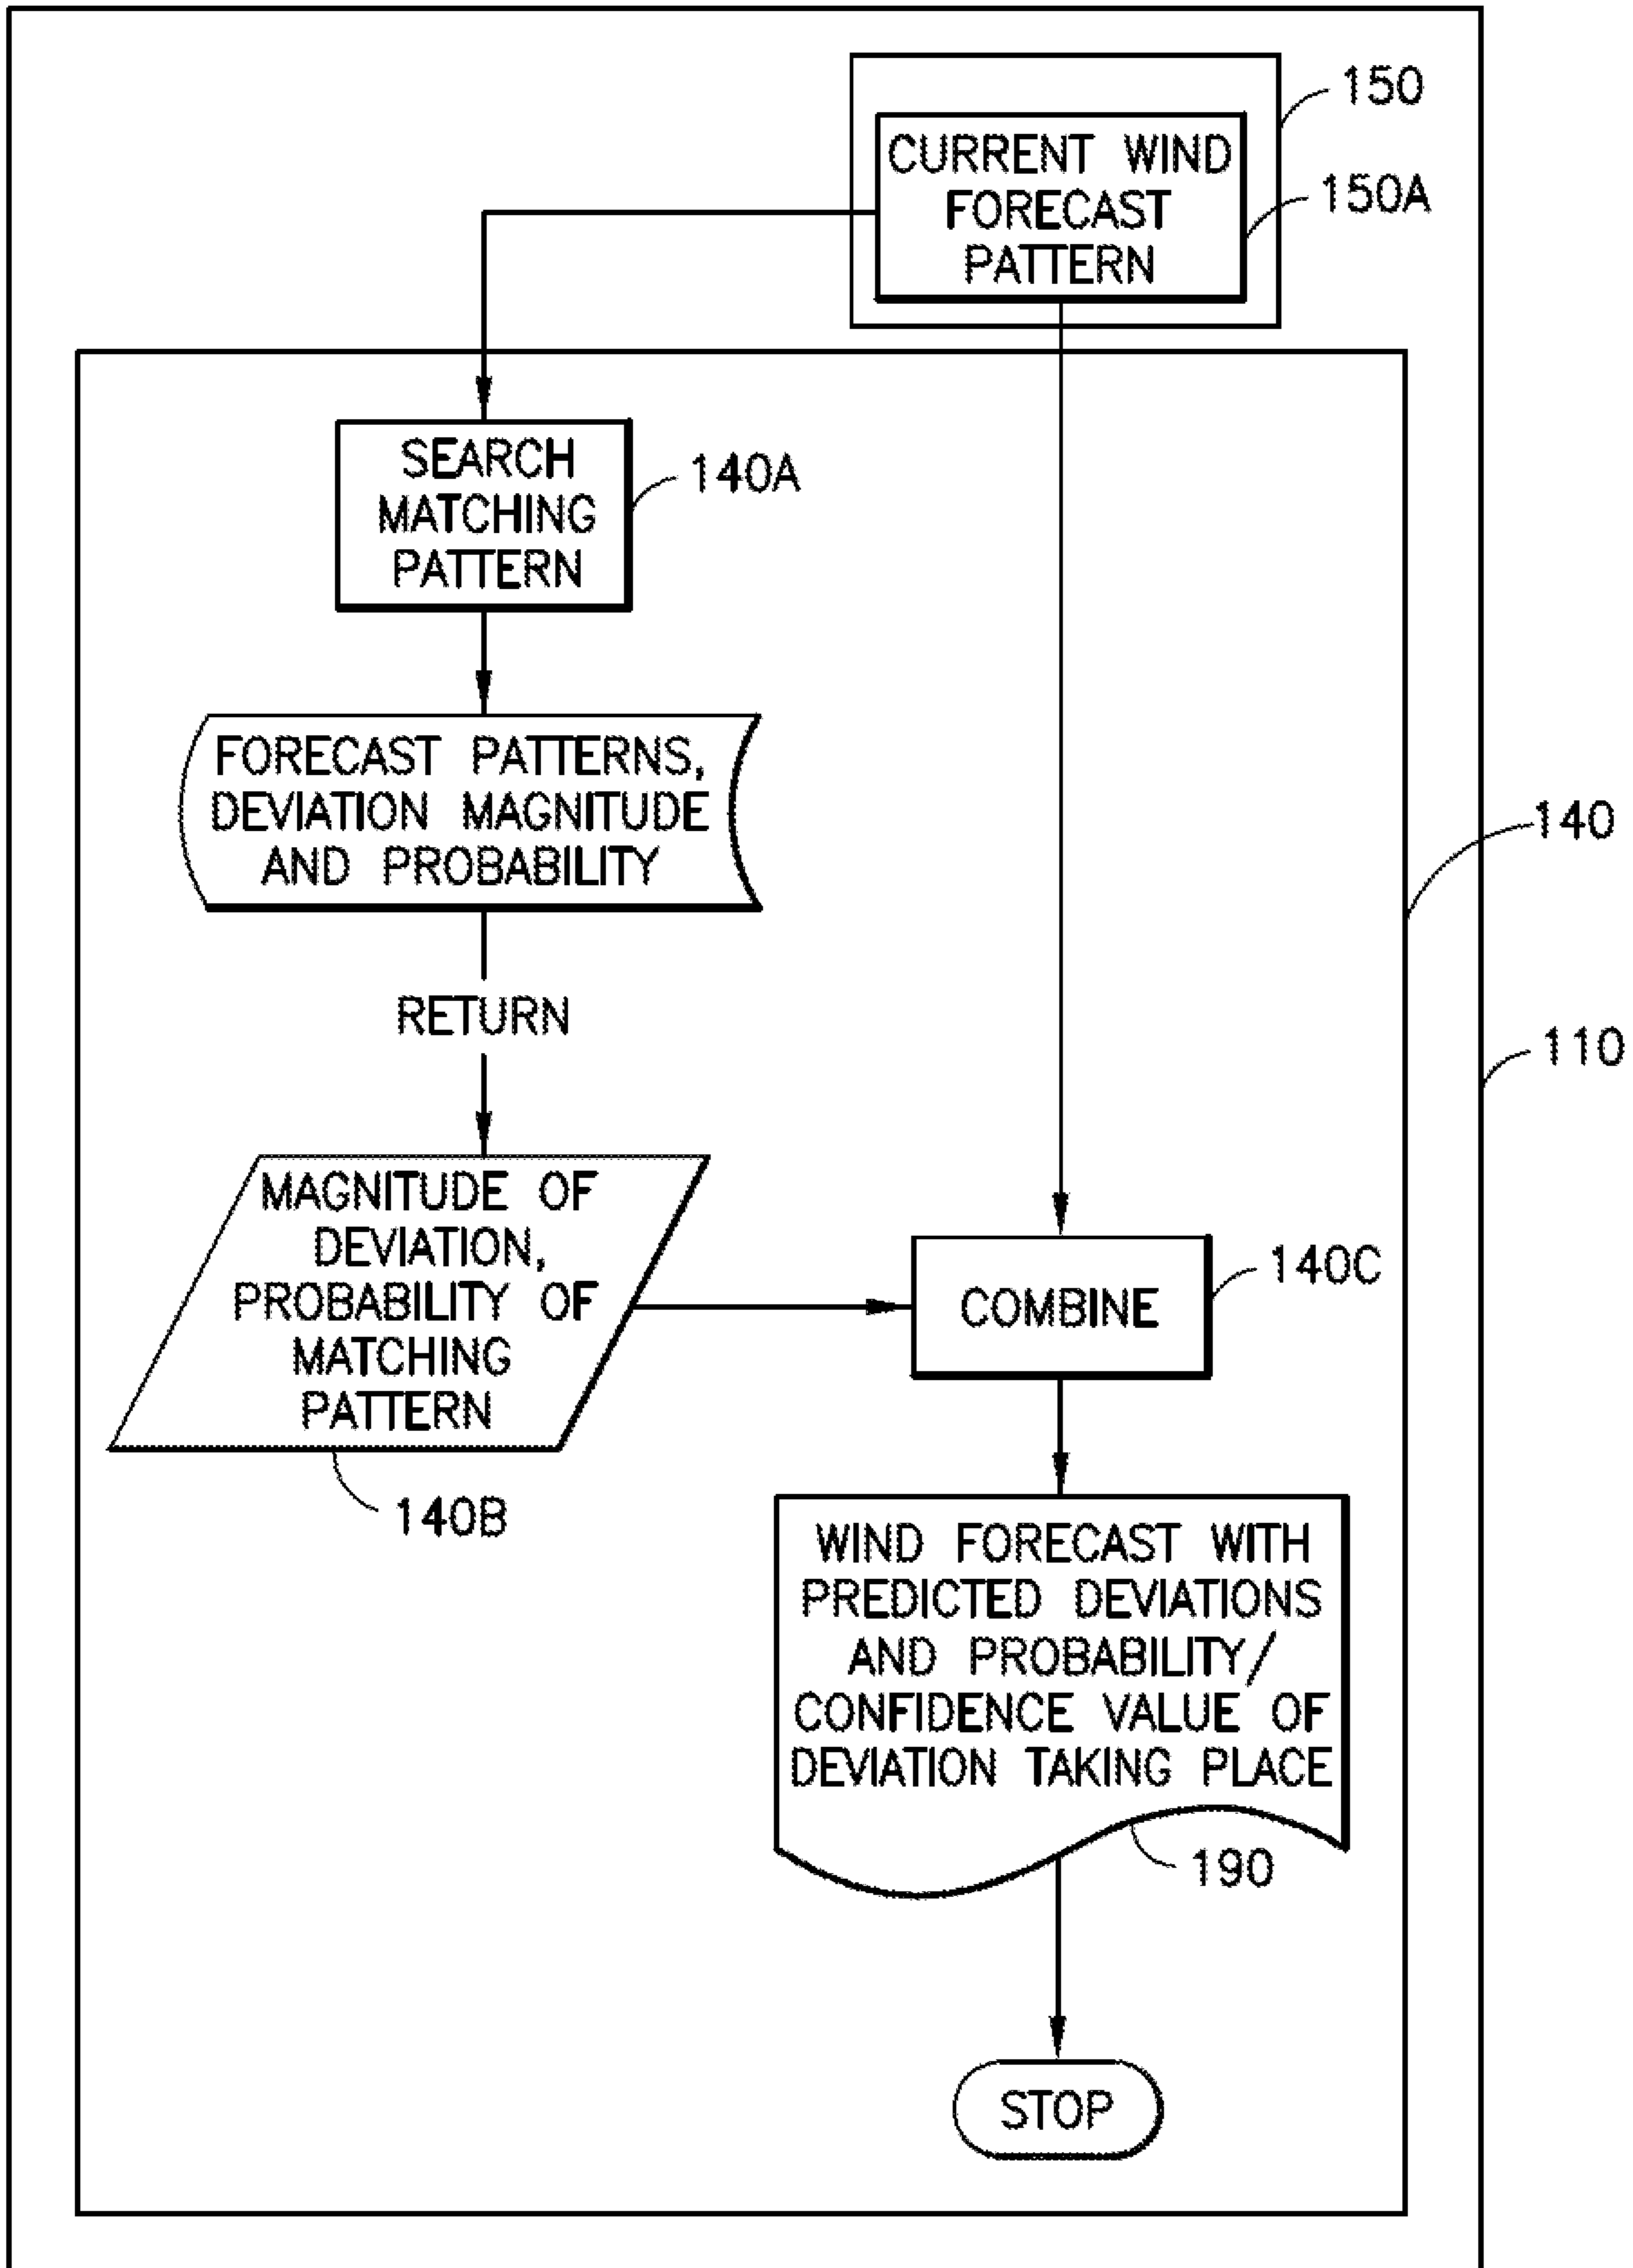 150
CURRENT WIND
FORECAST
PATTERN
150A
SEARCH
MATCHING
PATTERN
140A
FORECAST PATTERNS,
DEVIATION MAGNITUDE
AND PROBABILITY
140
RETURN
110
MAGNITUDE OF
DEVIATION,
PROBABILITY OF
MATCHING
PATTERN
140B
COMBINE
140C
WIND FORECAST WITH
PREDICTED DEVIATIONS
AND PROBABILITY/
CONFIDENCE VALUE OF
DEVIATION TAKING PLACE
190
STOP